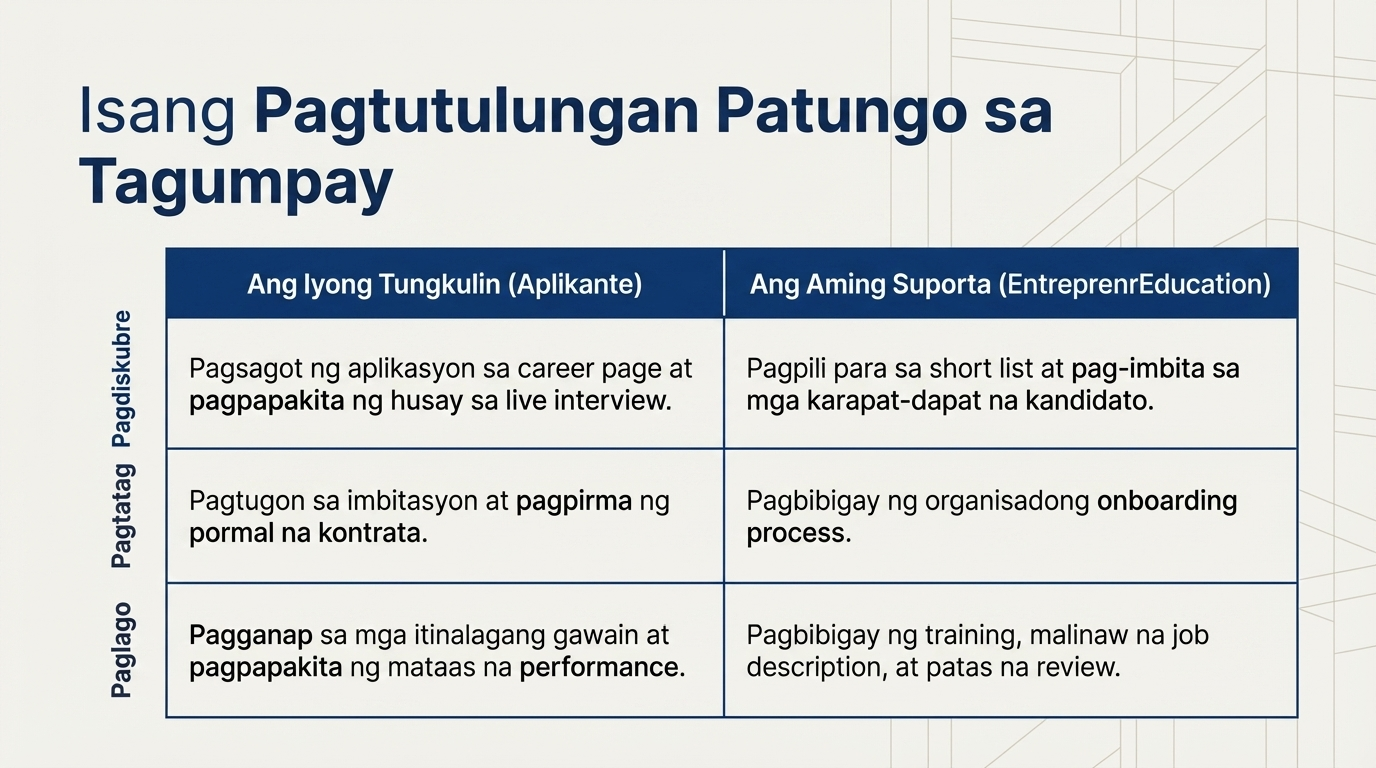 Isang Pagtutulungan Patungo sa
Tagumpay
Ang Iyong Tungkulin (Aplikante)
Ang Aming Suporta (EntreprenrEducation)
Pagdiskubre
Pagsagot ng aplikasyon sa career page at
pagpapakita ng husay sa live interview.
Pagpili para sa short list at pag-imbita sa
mga karapat-dapat na kandidato.
Pagtatag
Pagtugon sa imbitasyon at pagpirma ng
pormal na kontrata.
Pagbibigay ng organisadong onboarding
process.
Paglago
Pagganap sa mga itinalagang gawain at
pagpapakita ng mataas na performance.
Pagbibigay ng training, malinaw na job
description, at patas na review.